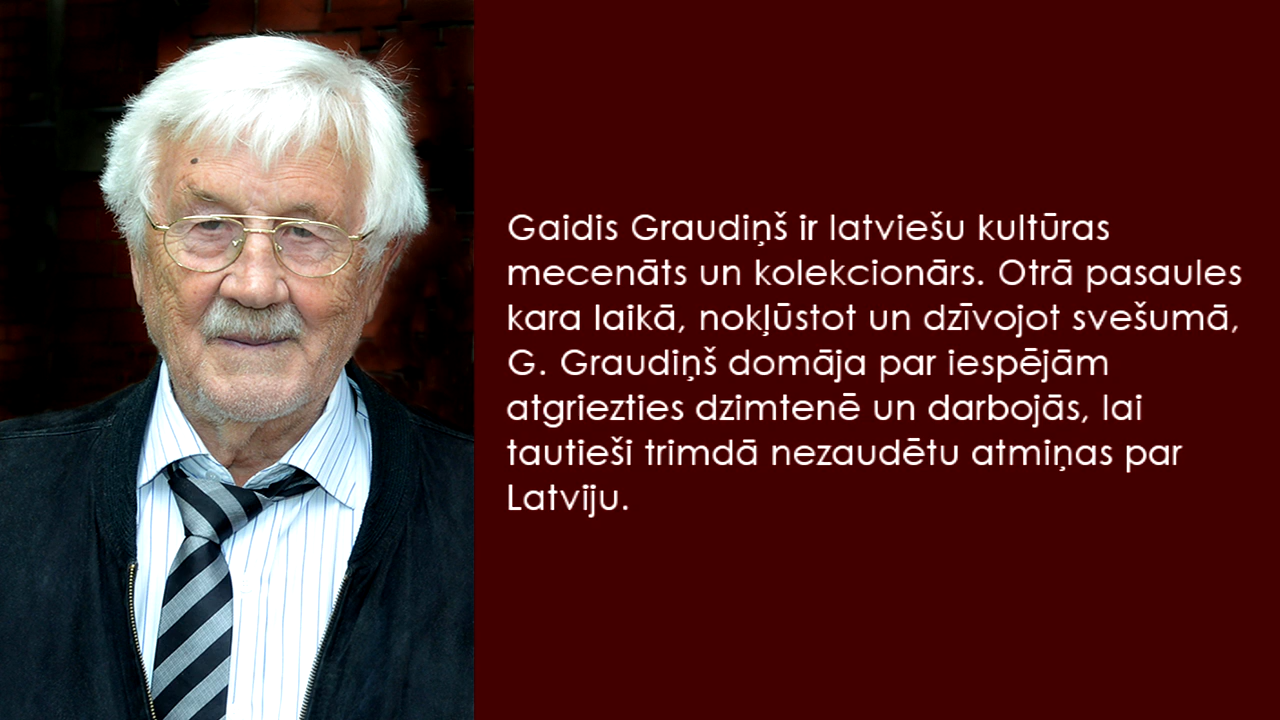 Gaidis Graudiņš ir latviešu kultūras
mecenāts un kolekcionārs. Otrā pasaules
kara laikā, nokļūstot un dzīvojot svešumā,
G. Graudiņš domāja par iespējām
atgriezties dzimtenē un darbojās, lai
tautieši trimdā nezaudētu atmiņas par
Latviju.